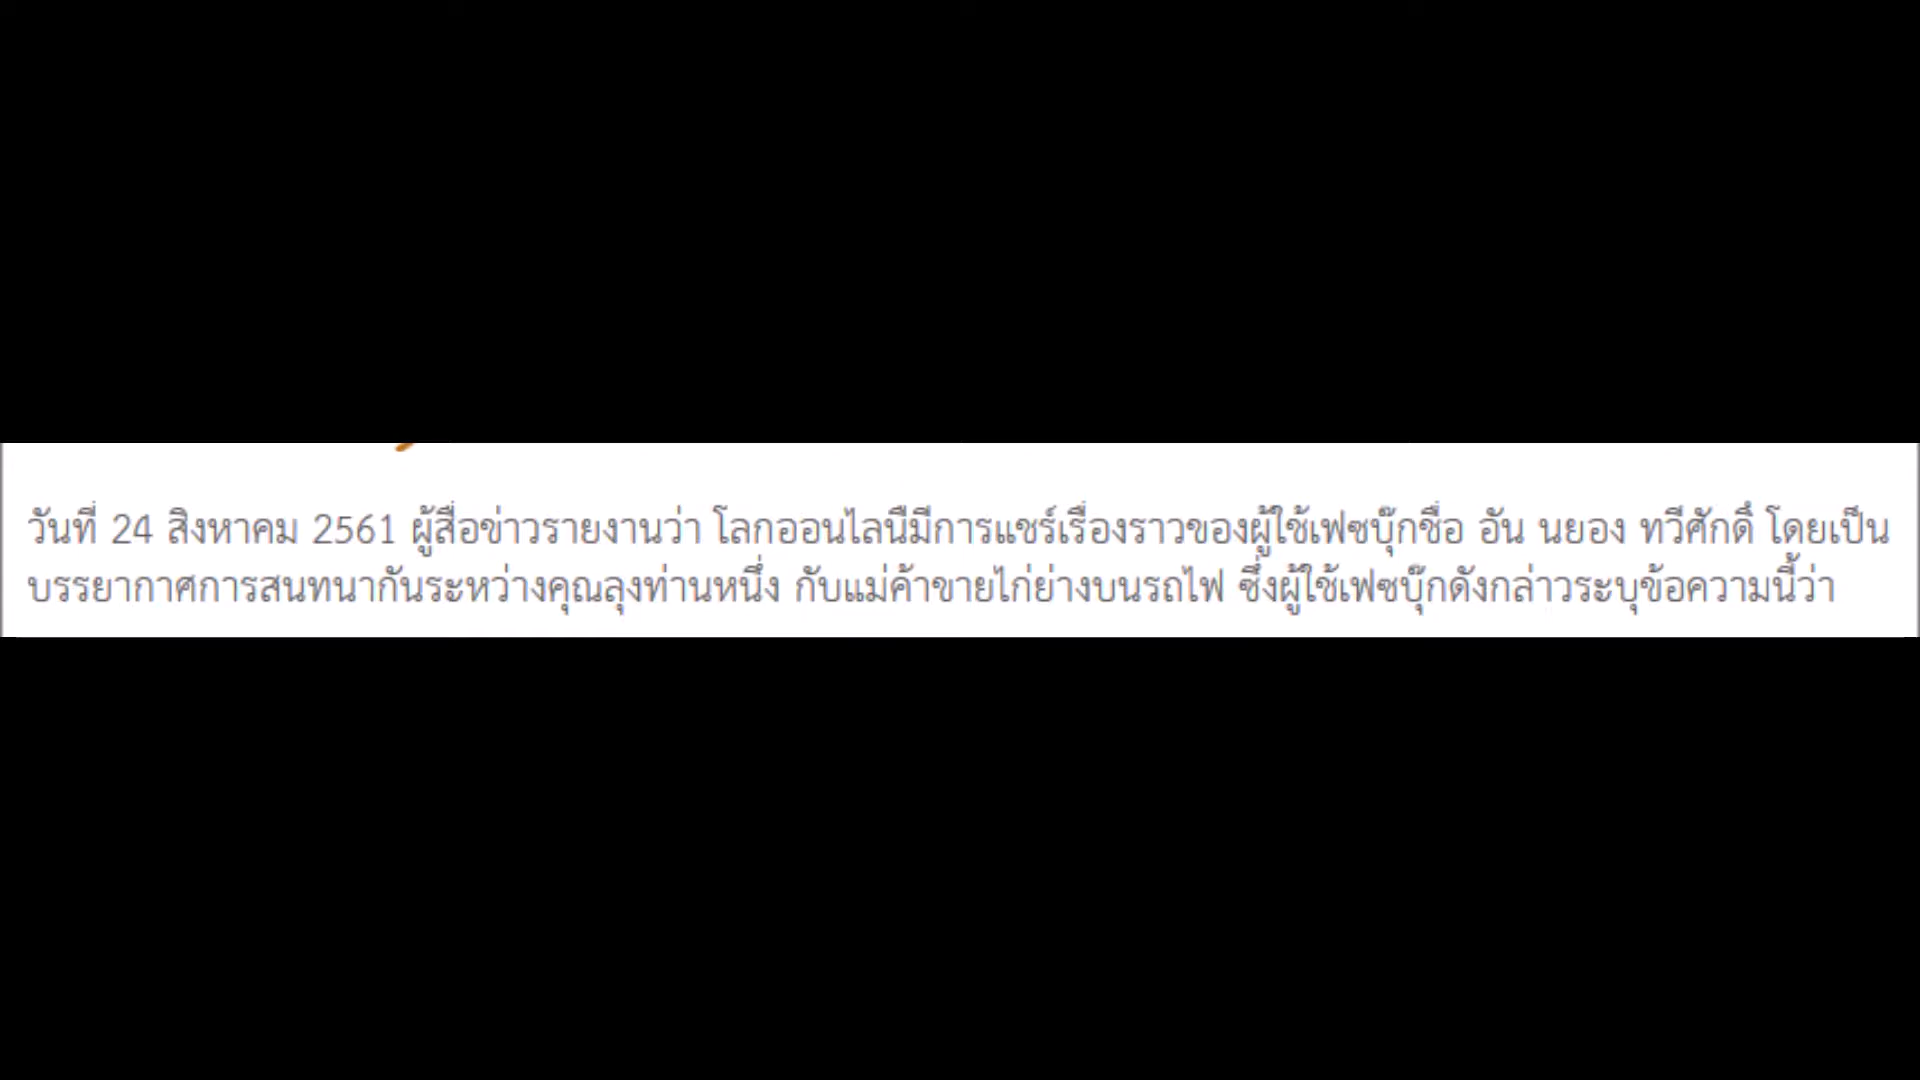 วันที่ 24 สิงหาคม 2561 ผู้สื่อข่าวรายงานว่า โลกออนไลน์มีการแชร์เรื่องราวของผู้ใช้เฟซบุ๊กชื่อ อัน นยอง ทวีศักดิ์ โดยเป็น
บรรยากาศการสนทนากันระหว่างคุณลุงท่านหนึ่ง กับแม่ค้าขายไก่ย่างบนรถไฟ ซึ่งผู้ใช้เฟซบุ๊กดังกล่าวระบุข้อความนี้ว่า